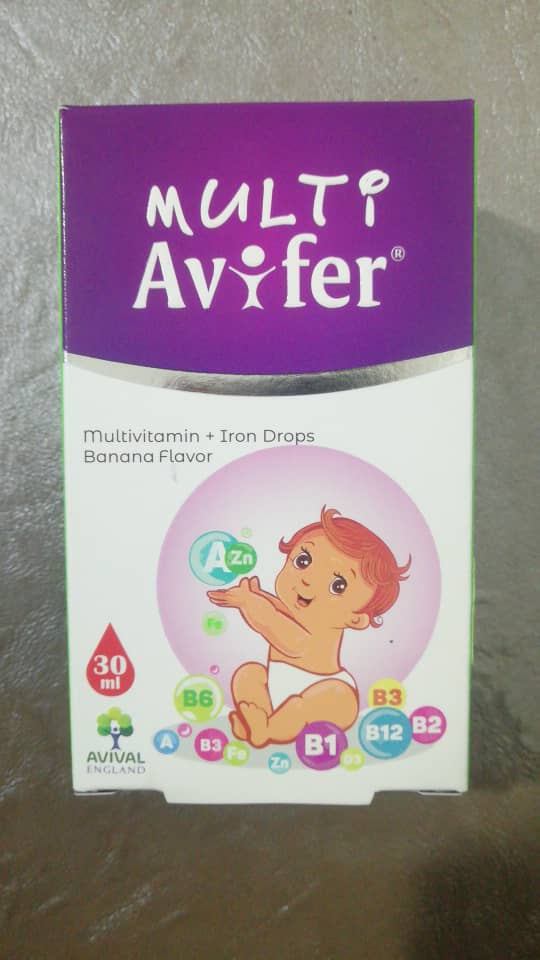 MULTi
Avifer®
Multivitamin + Iron Drops
Banana Flavor
A Zn
Fe
30
ml
B6
B3
A
B3
Fe
Zn
B1
D3
B12
B2
AVIVAL
ENGLAND